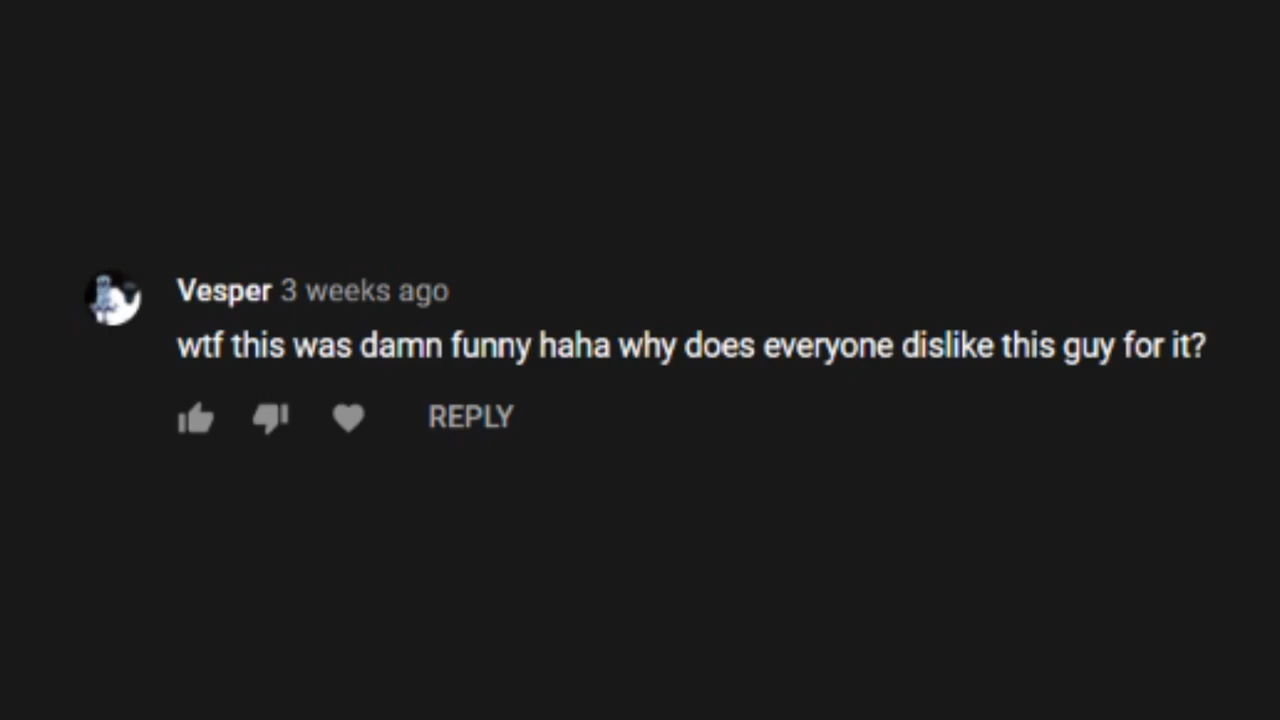 Vesper 3 weeks ago
wtf this was damn funny haha why does everyone dislike this guy for it?
REPLY